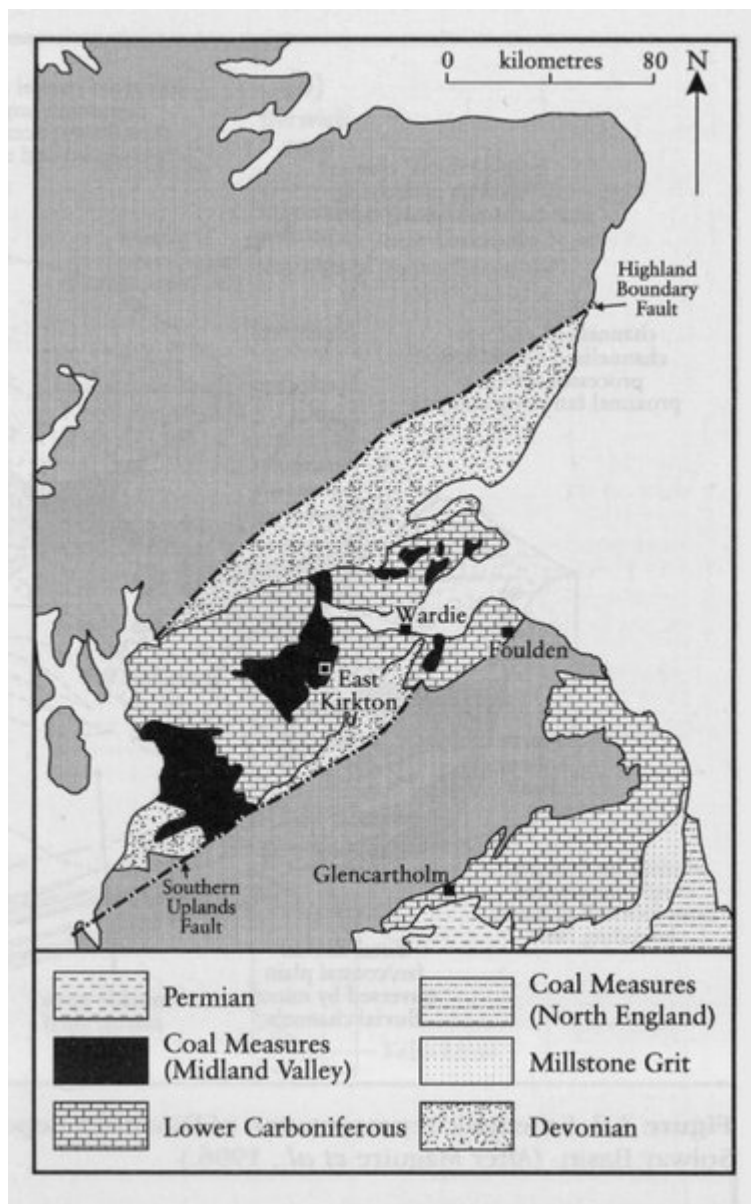 0 kilometres 80 N
Highland
Boundary
Fault
Wardie
Foulden
East
Kirkton
Glencartholm
Southern
Uplands
Fault
Permian
Coal Measures
(Midland Valley)
Lower Carboniferous
Coal Measures
(North England)
Millstone Grit
Devonian